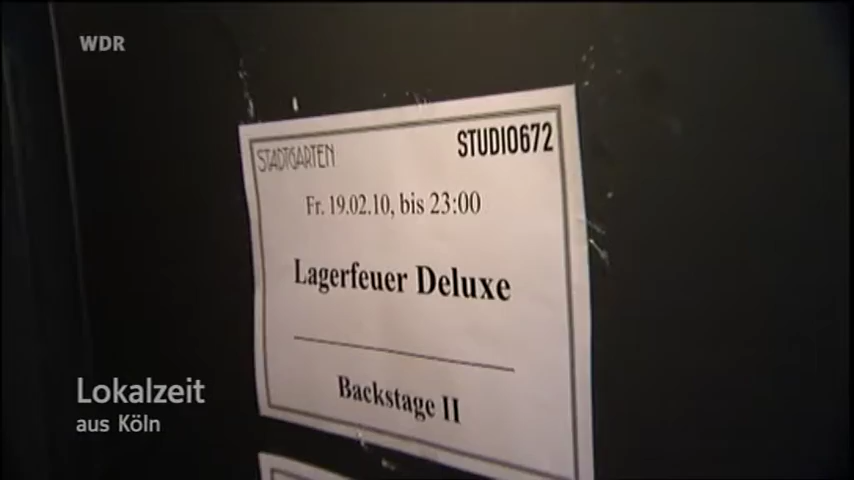 WDR
STADTGARTEN
STUDIO672
Fr. 19.02.10, bis 23:00
Lagerfeuer Deluxe
Backstage II
Lokalzeit
aus Köln